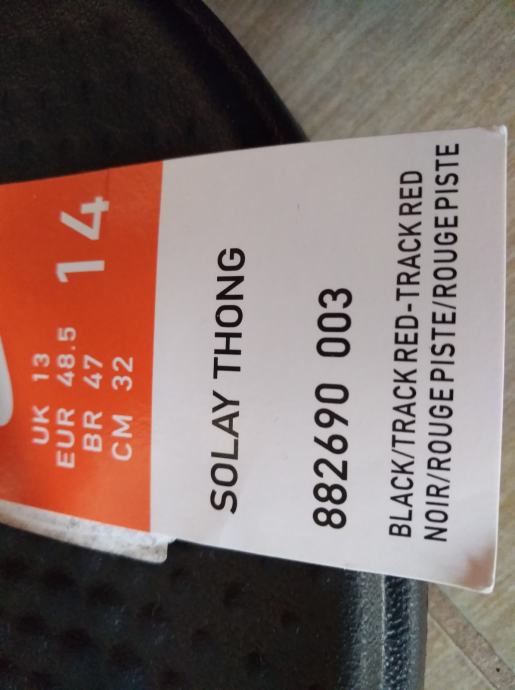 14
UK 13
EUR 48.5
BR 47
CM 32
SOLAY THONG
882690 003
BLACK/TRACK RED-TRACK RED
NOIR/ROUGE PISTE/ROUGE PISTE